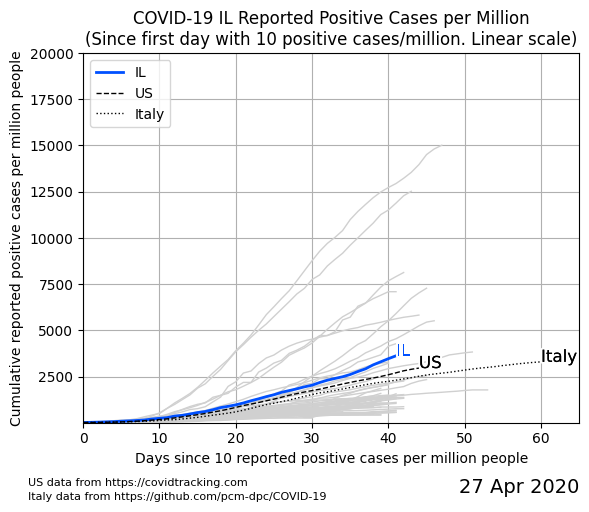 COVID-19 IL Reported Positive Cases per Million
(Since first day with 10 positive cases/million. Linear scale)
Cumulative reported positive cases per million people
20000
17500
15000
12500
10000
7500
5000
2500
IL
US
Italy
IL
US
Italy
0 10 20 30 40 50 60
Days since 10 reported positive cases per million people
US data from https://covidtracking.com
Italy data from https://github.com/pcm-dpc/COVID-19
27 Apr 2020